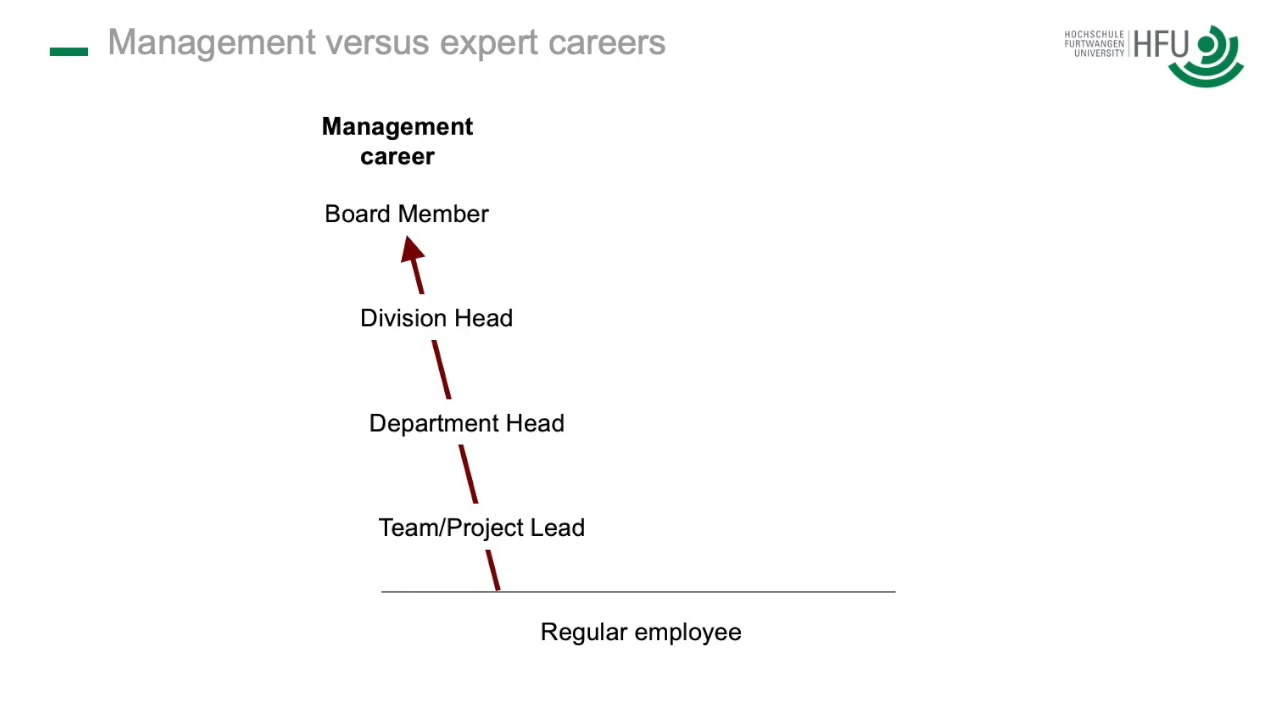 Management versus expert careers
HOCHSCHULE
FURTWANGEN
UNIVERSITY
HFU
Management
career
Board Member
Division Head
Department Head
Team/Project Lead
Regular employee